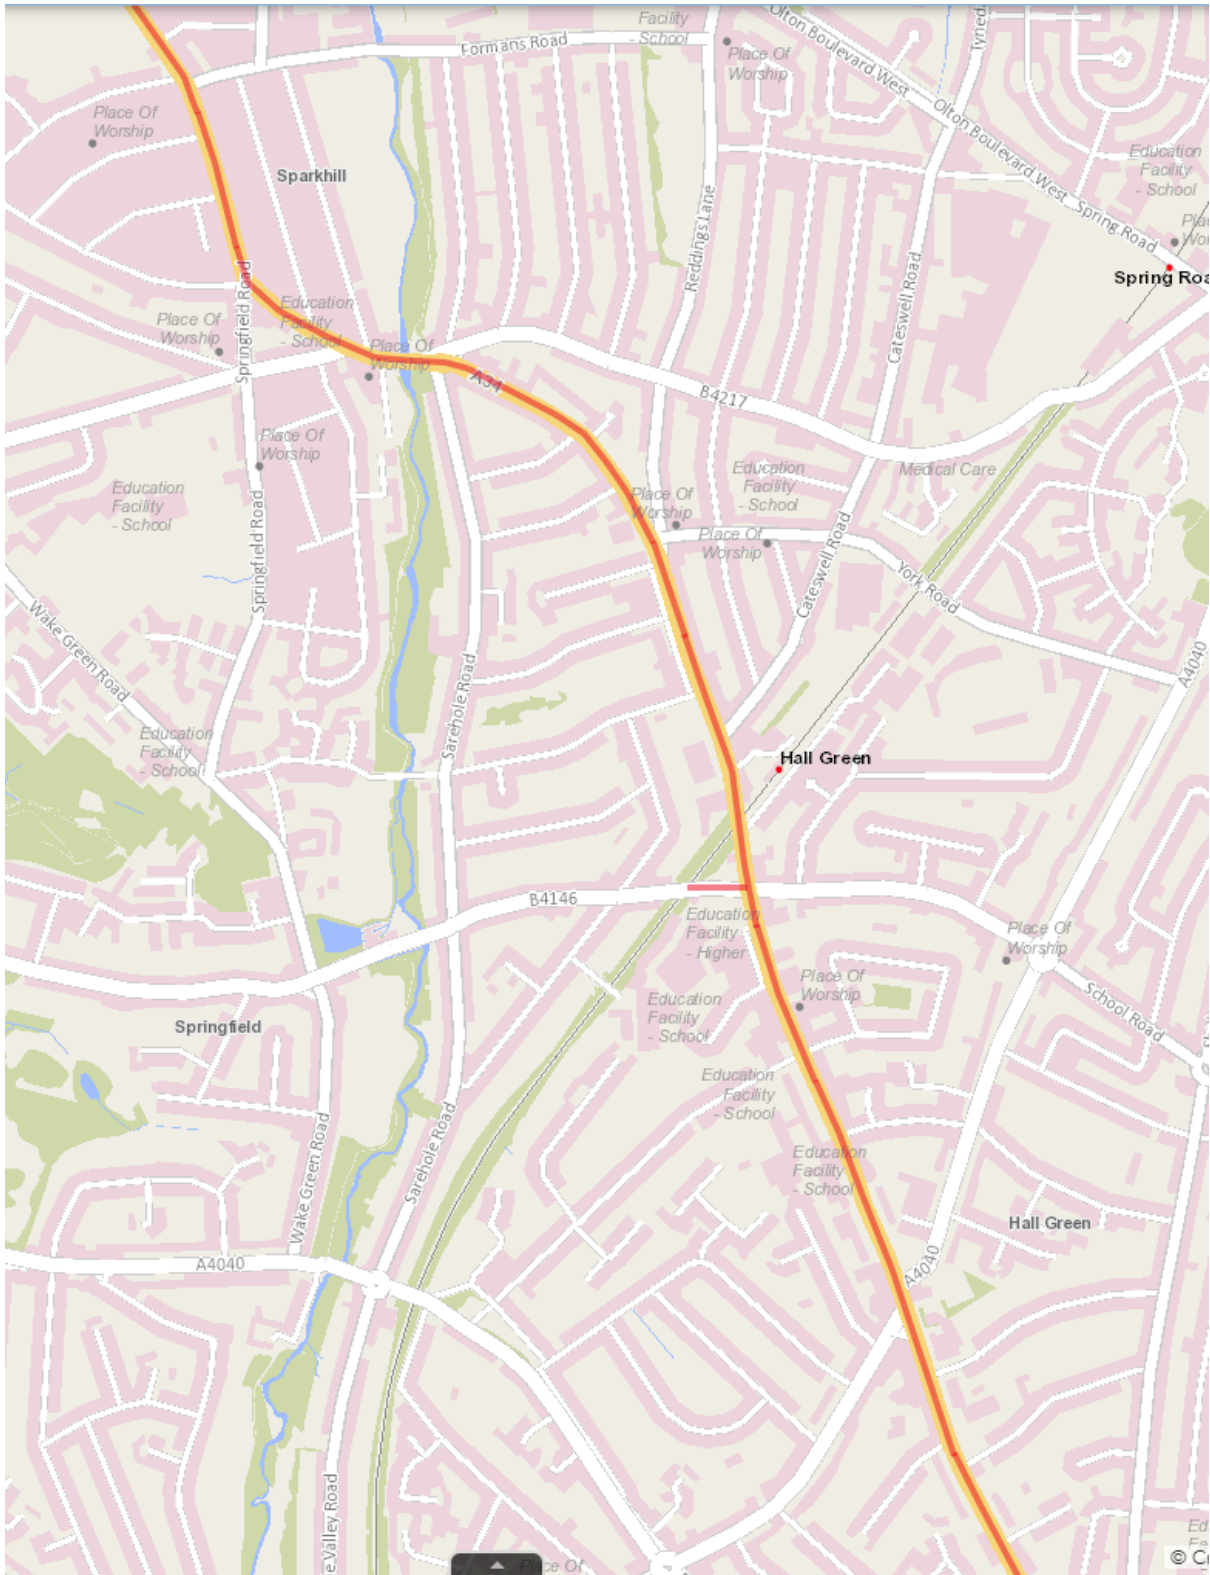 Facility
- School
Formans Road
Place Of
Worship
Olton Boulevard West
Olton Boulevard West
Spring Road
Education
Facility
- School
Place Of
Worship
Sparkhill
Reddings Lane
Cateswell Road
Springfield Road
Education
Facility
- School
Place Of
Worship
Place Of
Worship
A34
B4217
Place Of
Worship
Education
Facility
- School
Springfield Road
Springfield Road
Education
Facility
- School
Medical Care
Place Of
Worship
Place Of
Worship
Cateswell Road
York Road
Wake Green Road
Sarehole Road
A4040
Education
Facility
- School
Hall Green
B4146
Education
Facility
- Higher
Place Of
Worship
Place Of
Worship
School Road
Education
Facility
- School
Springfield
Education
Facility
- School
Wake Green Road
Sarehole Road
Education
Facility
- School
Hall Green
A4040
A4040
e Valley Road
Place Of
©